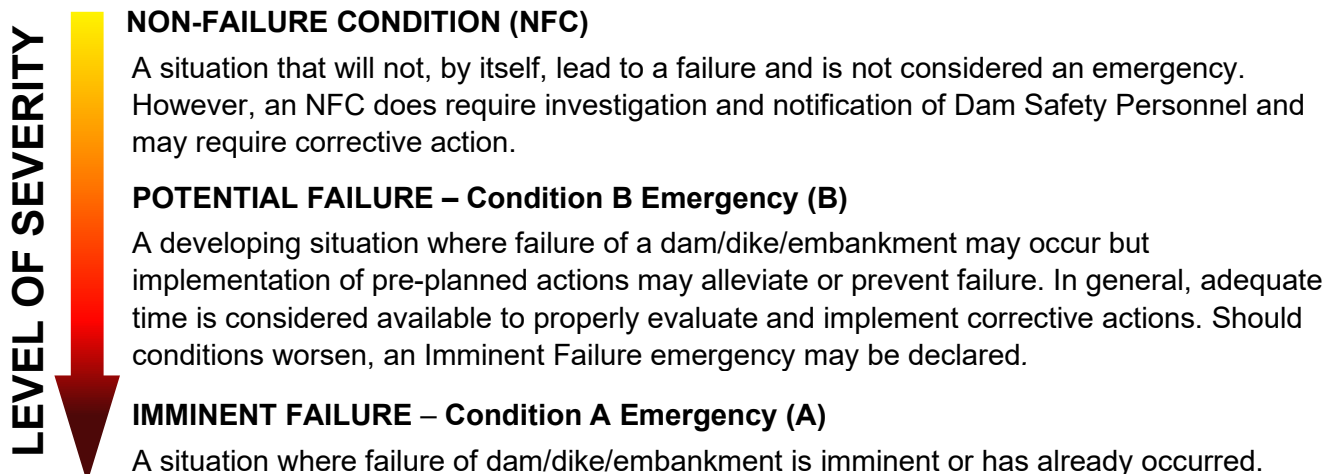 LEVEL OF SEVERITY
NON-FAILURE CONDITION (NFC)
A situation that will not, by itself, lead to a failure and is not considered an emergency.
However, an NFC does require investigation and notification of Dam Safety Personnel and
may require corrective action.
POTENTIAL FAILURE – Condition B Emergency (B)
A developing situation where failure of a dam/dike/embankment may occur but
implementation of pre-planned actions may alleviate or prevent failure. In general, adequate
time is considered available to properly evaluate and implement corrective actions. Should
conditions worsen, an Imminent Failure emergency may be declared.
IMMINENT FAILURE – Condition A Emergency (A)
A situation where failure of dam/dike/embankment is imminent or has already occurred.